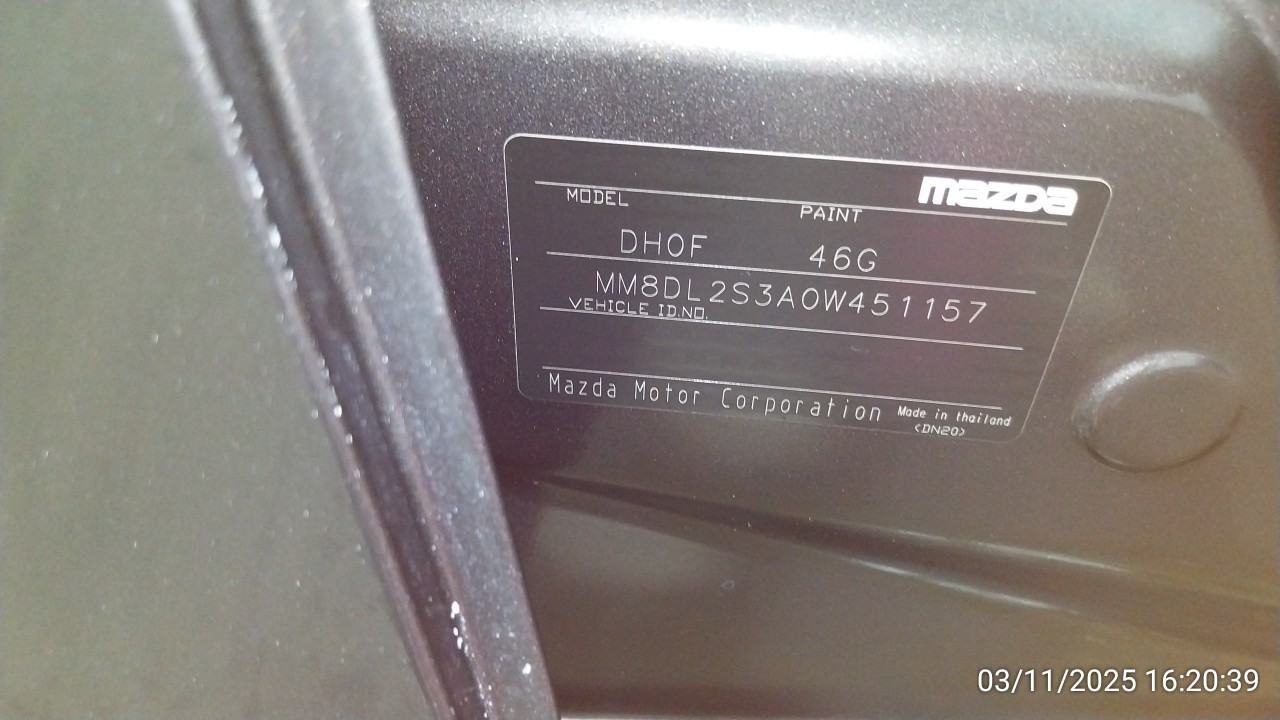 mazda
MODEL PAINT
DH0F 46G
MM8DL2S3A0W451157
VEHICLE ID.NO.
Mazda Motor Corporation Made in thailand
<DN20>
03/11/2025 16:20:39